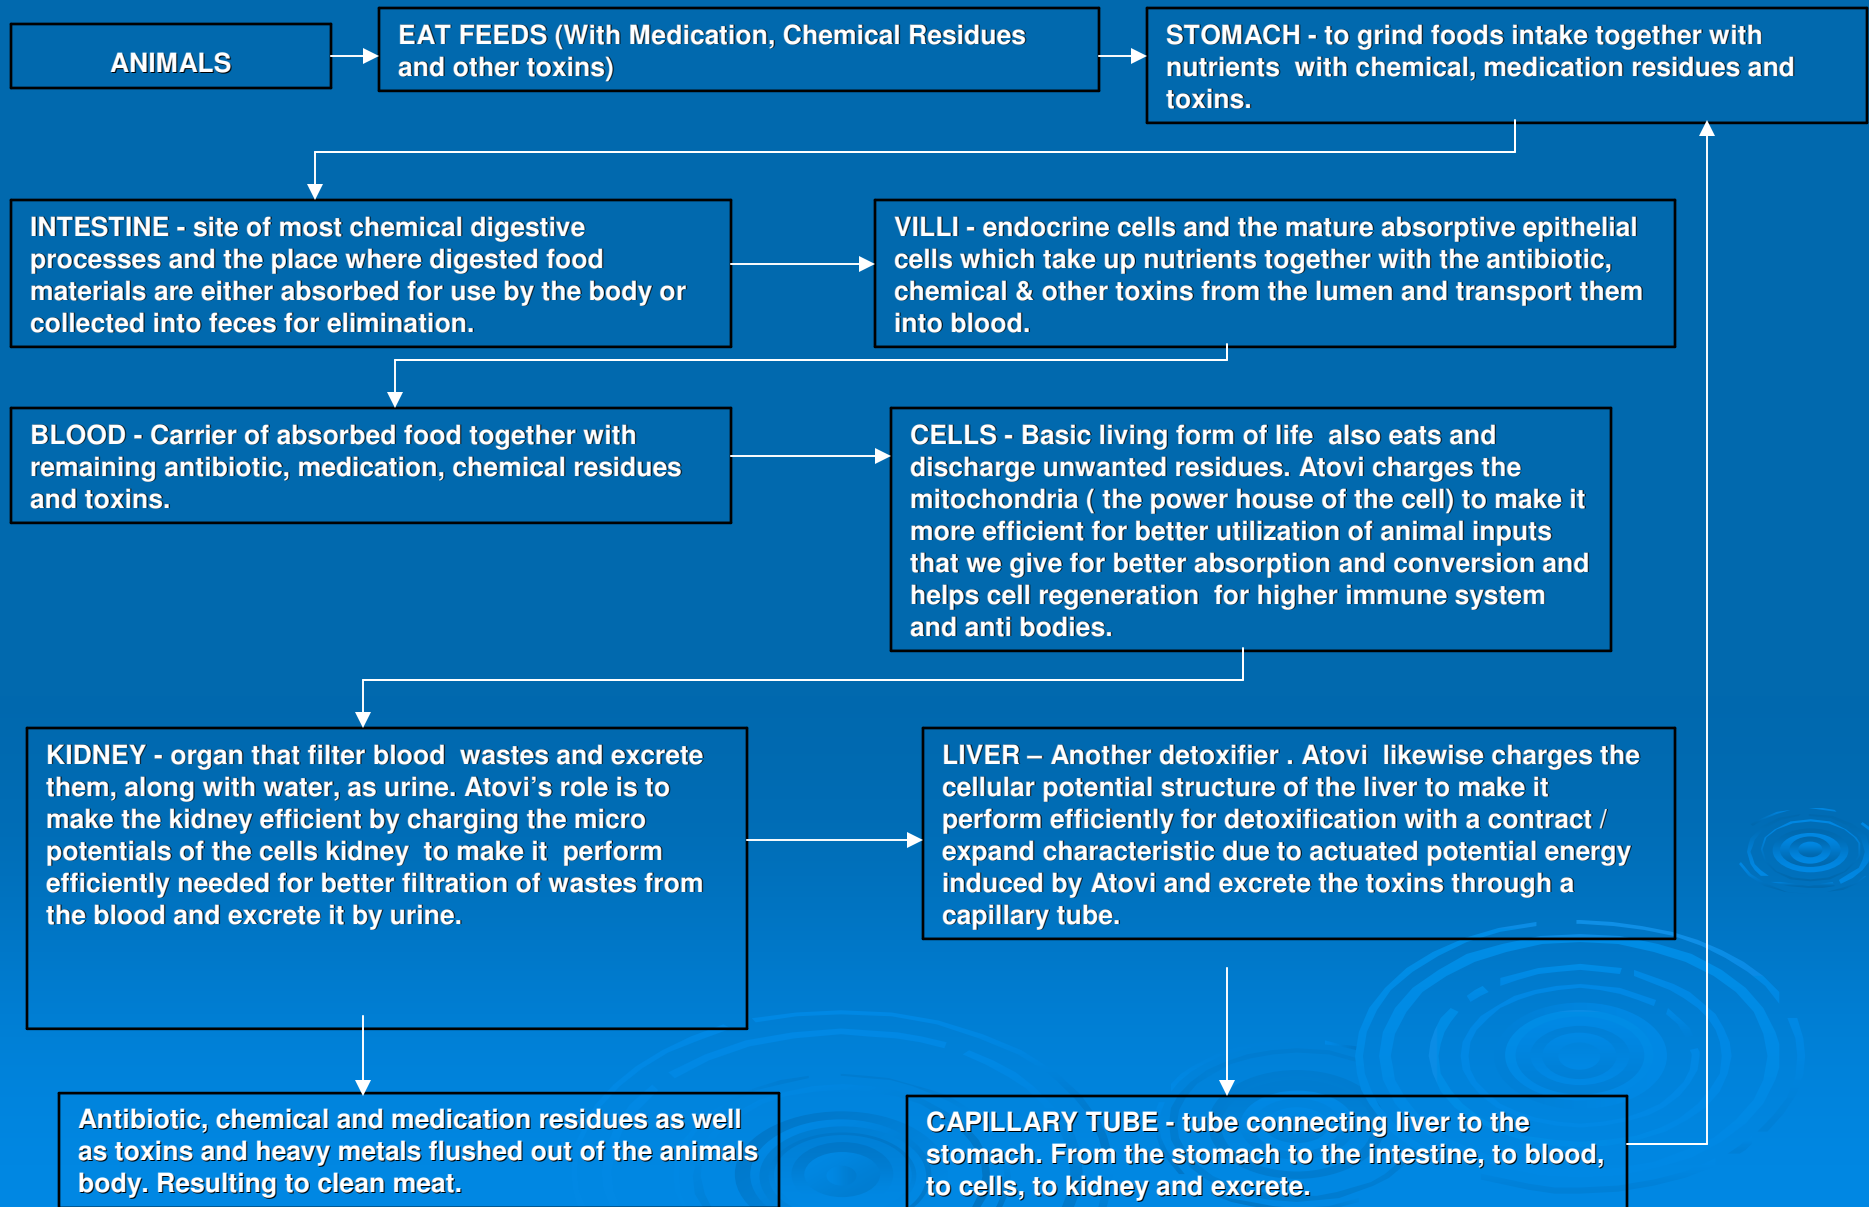 ANIMALS
EAT FEEDS (With Medication, Chemical Residues
and other toxins)
STOMACH - to grind foods intake together with
nutrients  with chemical, medication residues and
toxins.
INTESTINE - site of most chemical digestive
processes and the place where digested food
materials are either absorbed for use by the body or
collected into feces for elimination.
VILLI - endocrine cells and the mature absorptive epithelial
cells which take up nutrients together with the antibiotic,
chemical & other toxins from the lumen and transport them
into blood.
BLOOD - Carrier of absorbed food together with
remaining antibiotic, medication, chemical residues
and toxins.
CELLS - Basic living form of life  also eats and
discharge unwanted residues. Atovi charges the
mitochondria ( the power house of the cell) to make it
more efficient for better utilization of animal inputs
that we give for better absorption and conversion and
helps cell regeneration  for higher immune system
and anti bodies.
KIDNEY - organ that filter blood  wastes and excrete
them, along with water, as urine. Atovi’s role is to
make the kidney efficient by charging the micro
potentials of the cells kidney  to make it  perform
efficiently needed for better filtration of wastes from
the blood and excrete it by urine.
LIVER – Another detoxifier . Atovi  likewise charges the
cellular potential structure of the liver to make it
perform efficiently for detoxification with a contract /
expand characteristic due to actuated potential energy
induced by Atovi and excrete the toxins through a
capillary tube.
Antibiotic, chemical and medication residues as well
as toxins and heavy metals flushed out of the animals
body. Resulting to clean meat.
CAPILLARY TUBE - tube connecting liver to the
stomach. From the stomach to the intestine, to blood,
to cells, to kidney and excrete.